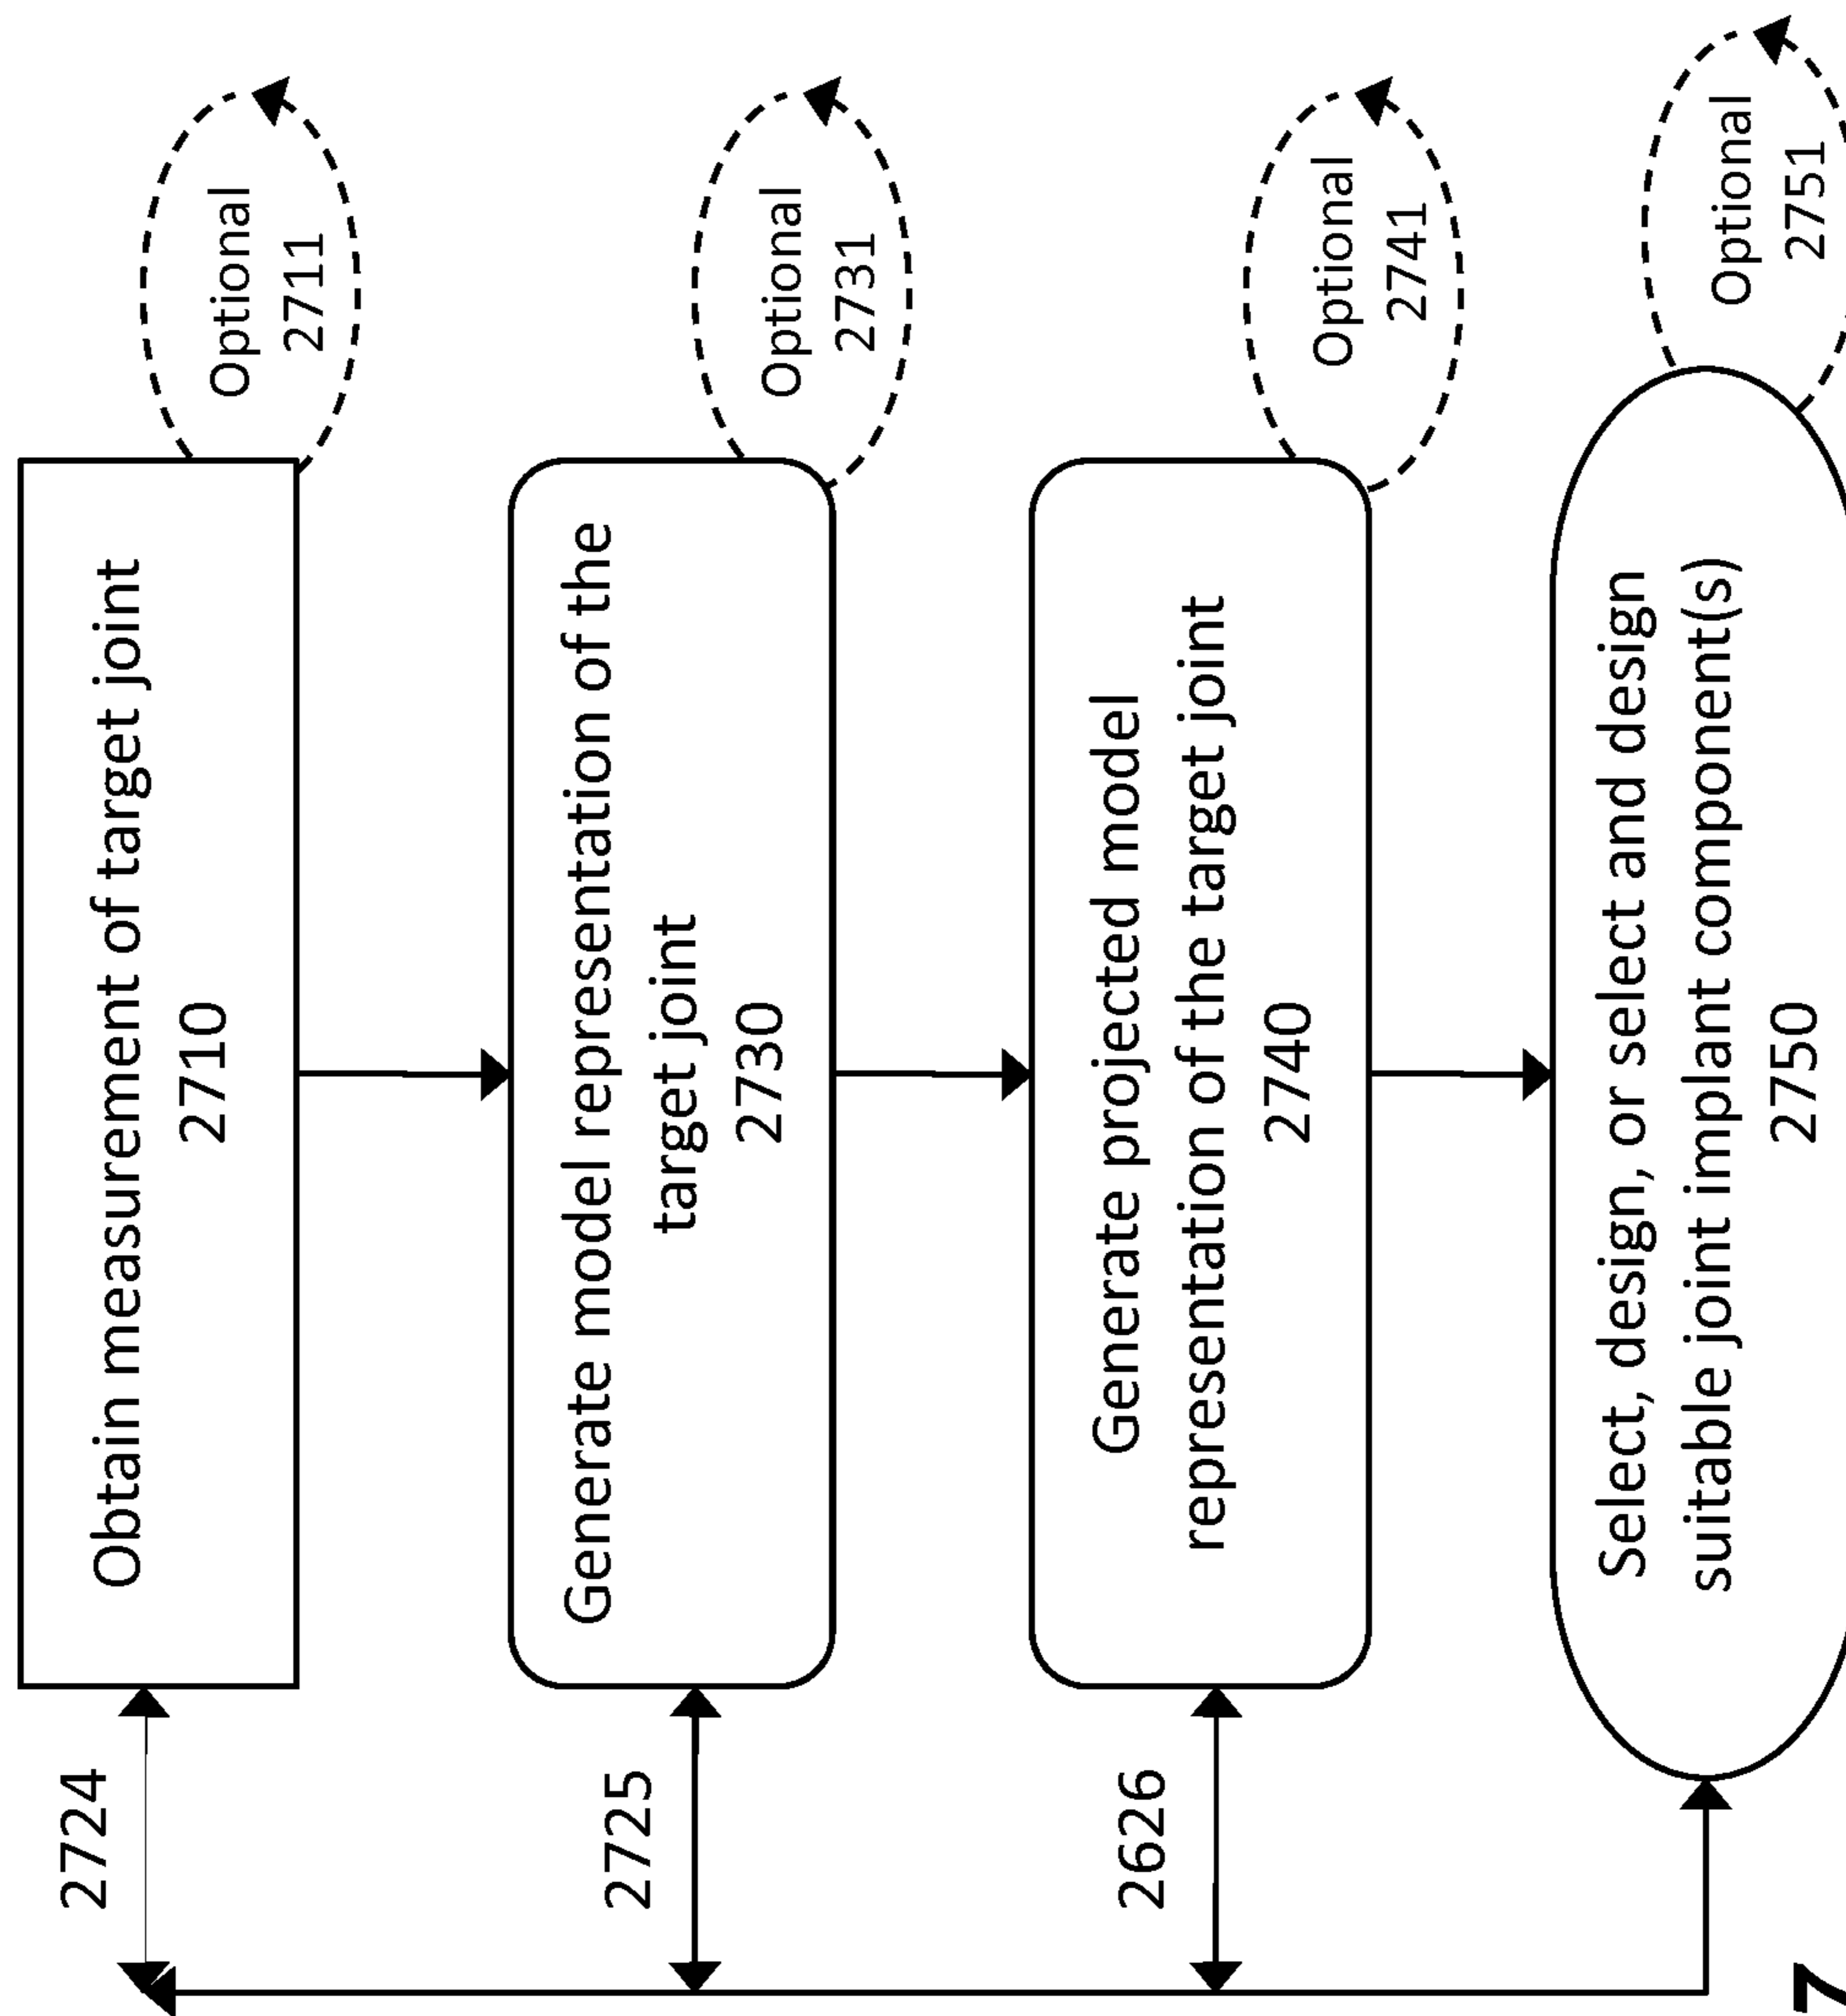 2724
Obtain measurement of target joint
2710
Optional
2711
2725
Generate model representation of the
target joint
2730
Optional
2731
2626
Generate projected model
representation of the target joint
2740
Optional
2741
Select, design, or select and design
suitable joint implant component(s)
2750
Optional
2751